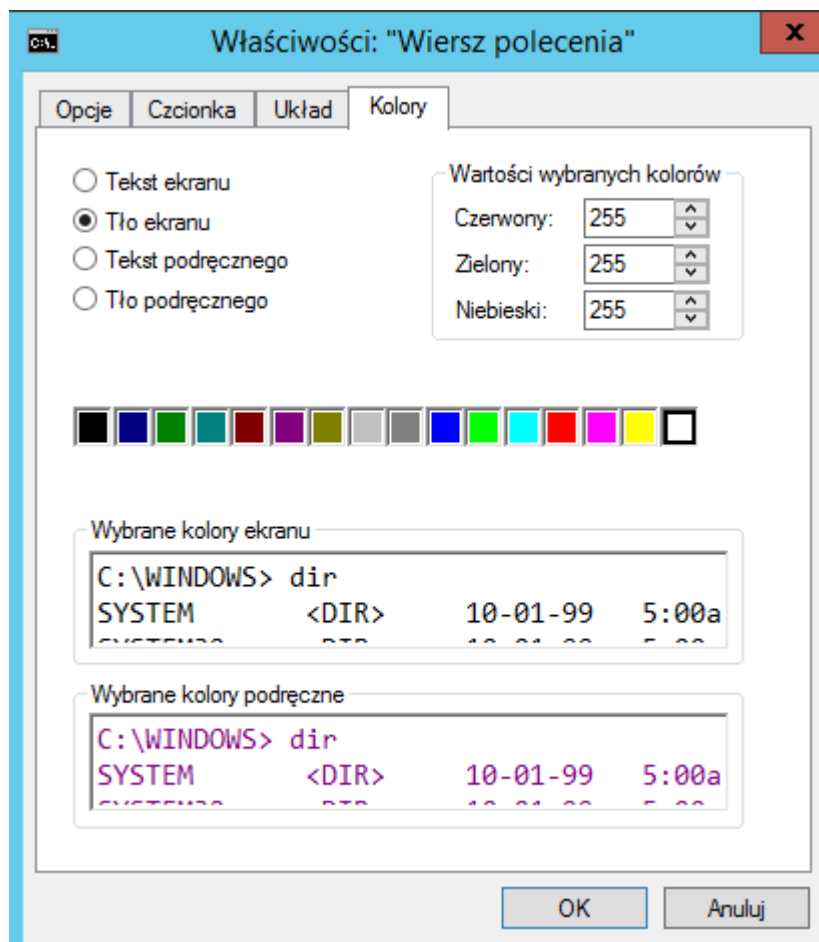 C:\.
Właściwości: "Wiersz polecenia"
x
Opcje Czcionka Układ Kolory
Tekst ekranu
Tło ekranu
Tekst podręcznego
Tło podręcznego
Wartości wybranych kolorów
Czerwony: 255
Zielony: 255
Niebieski: 255
Wybrane kolory ekranu
C:\WINDOWS> dir
SYSTEM <DIR> 10-01-99 5:00a
Wybrane kolory podręczne
C:\WINDOWS> dir
SYSTEM <DIR> 10-01-99 5:00a
OK Anuluj